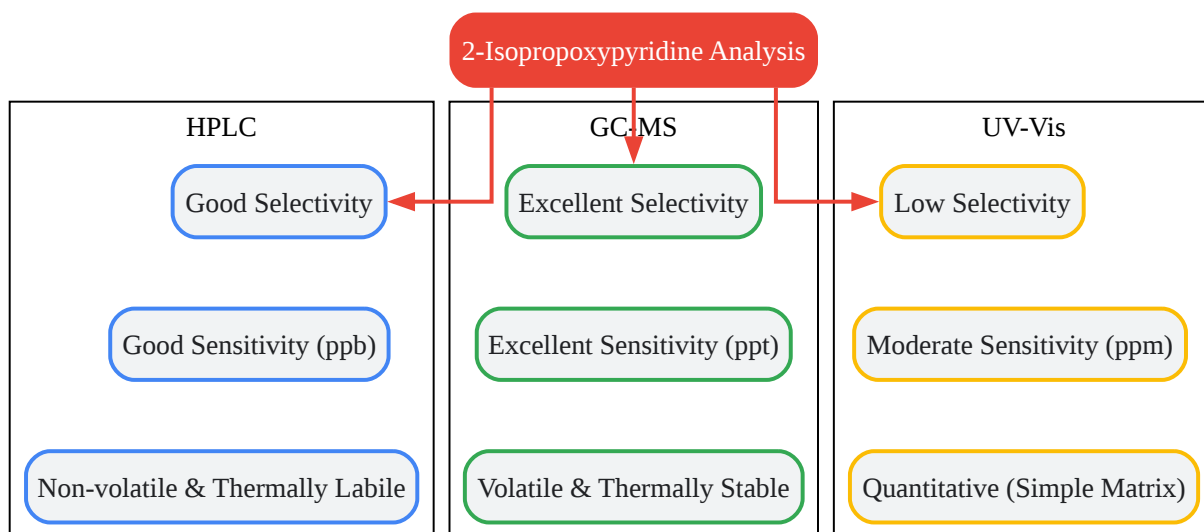 2-Isopropoxypyridine Analysis
HPLC
GC-MS
UV-Vis
Good Selectivity
Excellent Selectivity
Low Selectivity
Good Sensitivity (ppb)
Excellent Sensitivity (ppt)
Moderate Sensitivity (ppm)
Non-volatile & Thermally Labile
Volatile & Thermally Stable
Quantitative (Simple Matrix)